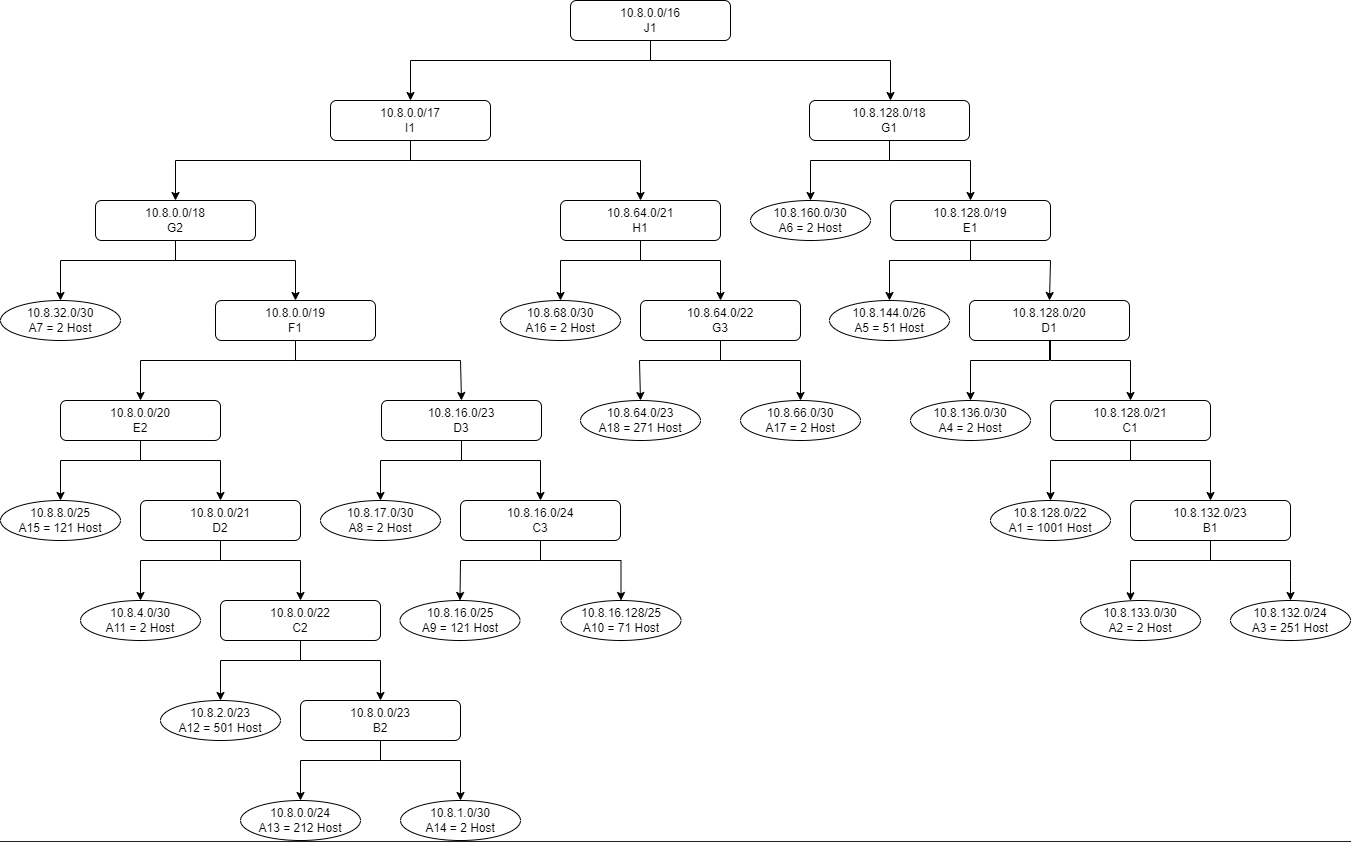 10.8.0.0/16
J1
10.8.0.0/17
I1
10.8.128.0/18
G1
10.8.0.0/18
G2
10.8.64.0/21
H1
10.8.160.0/30
A6 = 2 Host
10.8.128.0/19
E1
10.8.32.0/30
A7 = 2 Host
10.8.0.0/19
F1
10.8.68.0/30
A16 = 2 Host
10.8.64.0/22
G3
10.8.144.0/26
A5 = 51 Host
10.8.128.0/20
D1
10.8.0.0/20
E2
10.8.16.0/23
D3
10.8.64.0/23
A18 = 271 Host
10.8.66.0/30
A17 = 2 Host
10.8.136.0/30
A4 = 2 Host
10.8.128.0/21
C1
10.8.8.0/25
A15 = 121 Host
10.8.0.0/21
D2
10.8.17.0/30
A8 = 2 Host
10.8.16.0/24
C3
10.8.128.0/22
A1 = 1001 Host
10.8.132.0/23
B1
10.8.4.0/30
A11 = 2 Host
10.8.0.0/22
C2
10.8.16.0/25
A9 = 121 Host
10.8.16.128/25
A10 = 71 Host
10.8.133.0/30
A2 = 2 Host
10.8.132.0/24
A3 = 251 Host
10.8.2.0/23
A12 = 501 Host
10.8.0.0/23
B2
10.8.0.0/24
A13 = 212 Host
10.8.1.0/30
A14 = 2 Host